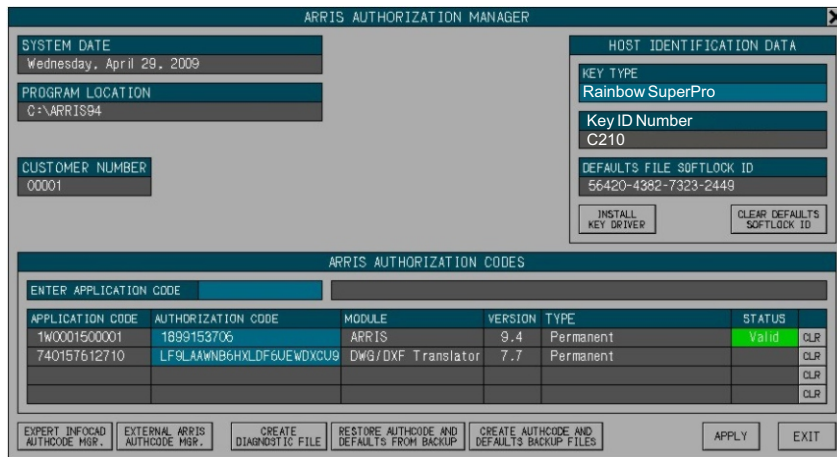 ARRIS AUTHORIZATION MANAGER
SYSTEM DATE
Wednesday, April 29, 2009
PROGRAM LOCATION
C:\ARRIS94
CUSTOMER NUMBER
00001
HOST IDENTIFICATION DATA
KEY TYPE
Rainbow SuperPro
Key ID Number
C210
DEFAULTS FILE SOFTLOCK ID
56420-4382-7323-2449
INSTALL
KEY DRIVER
CLEAR DEFAULTS
SOFTLOCK ID
ARRIS AUTHORIZATION CODES
ENTER APPLICATION CODE
APPLICATION CODE AUTHORIZATION CODE MODULE VERSION TYPE STATUS
1W0001500001 1899153706 ARRIS 9.4 Permanent Valid CLR
740157612710 LF9LAAWNB6HXLDF6UEWDXCU9 DWG/DXF Translator 7.7 Permanent CLR
CLR
CLR
EXPERT INFOCAD
AUTHCODE MGR.
EXTERNAL ARRIS
AUTHCODE MGR.
CREATE
DIAGNOSTIC FILE
RESTORE AUTHCODE AND
DEFAULTS FROM BACKUP
CREATE AUTHCODE AND
DEFAULTS BACKUP FILES
APPLY
EXIT